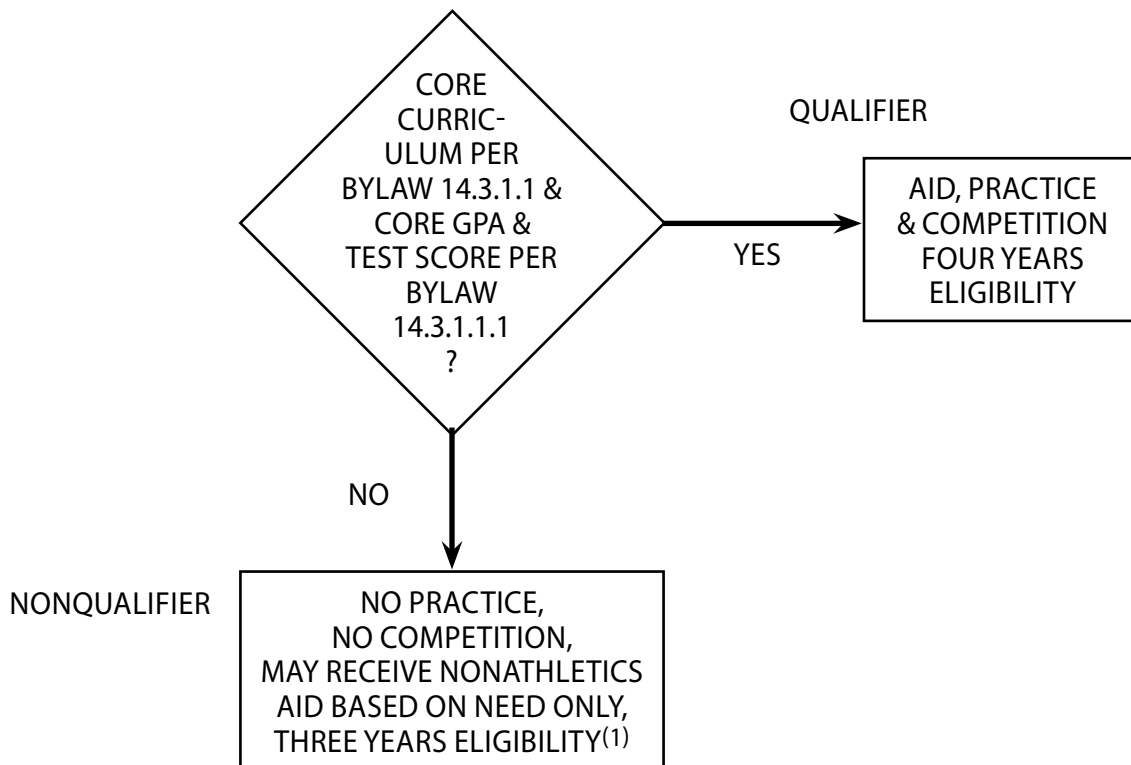 CORE
CURRIC-
ULUM PER
BYLAW 14.3.1.1 &
CORE GPA &
TEST SCORE PER
BYLAW
14.3.1.1.1
?
QUALIFIER
YES
AID, PRACTICE
& COMPETITION
FOUR YEARS
ELIGIBILITY
NO
NONQUALIFIER
NO PRACTICE,
NO COMPETITION,
MAY RECEIVE NONATHLETICS
AID BASED ON NEED ONLY,
THREE YEARS ELIGIBILITY(1)